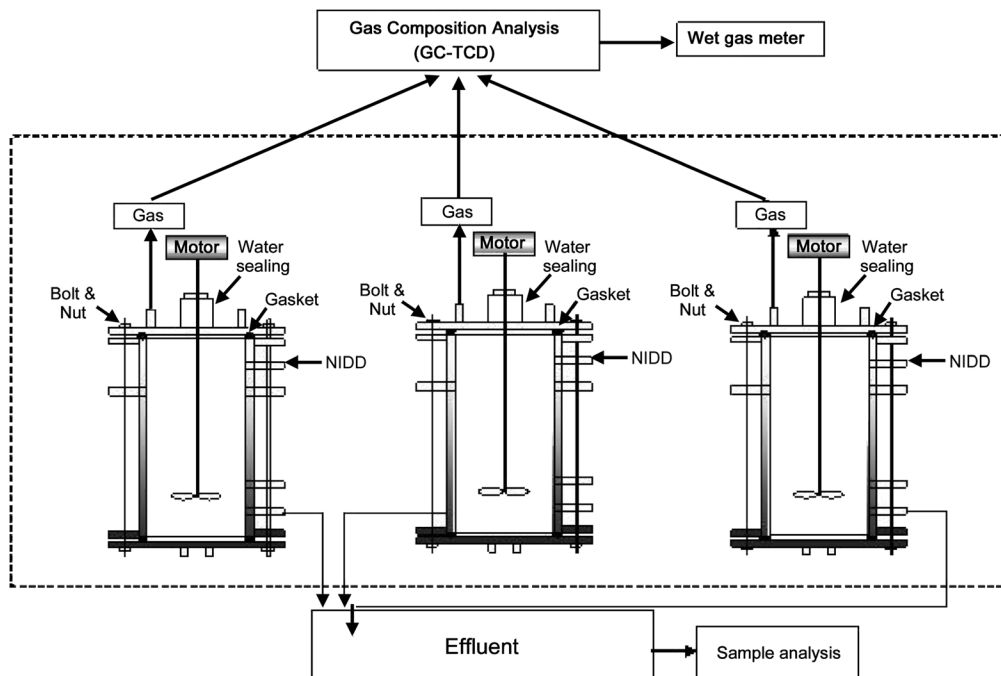 Gas Composition Analysis
(GC-TCD)
Wet gas meter
Gas
Gas
Gas
Motor
Water
sealing
Bolt &
Nut
Gasket
NIDD
Motor
Water
sealing
Bolt &
Nut
Gasket
NIDD
Motor
Water
sealing
Bolt &
Nut
Gasket
NIDD
Effluent
Sample analysis